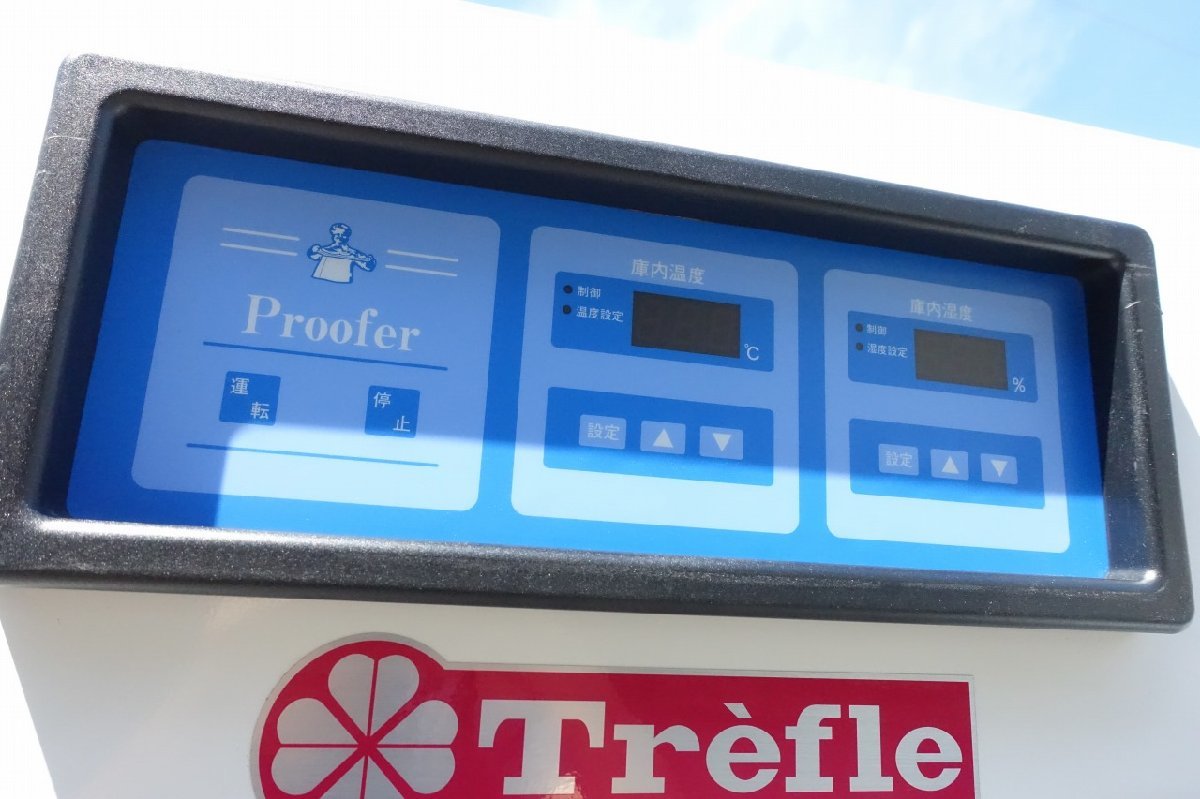 Proofer
運転
停止
庫内温度
制御
温度設定
℃
設定 ▲ ▼
庫内湿度
制御
湿度設定
%
設定 ▲ ▼
Trèfle